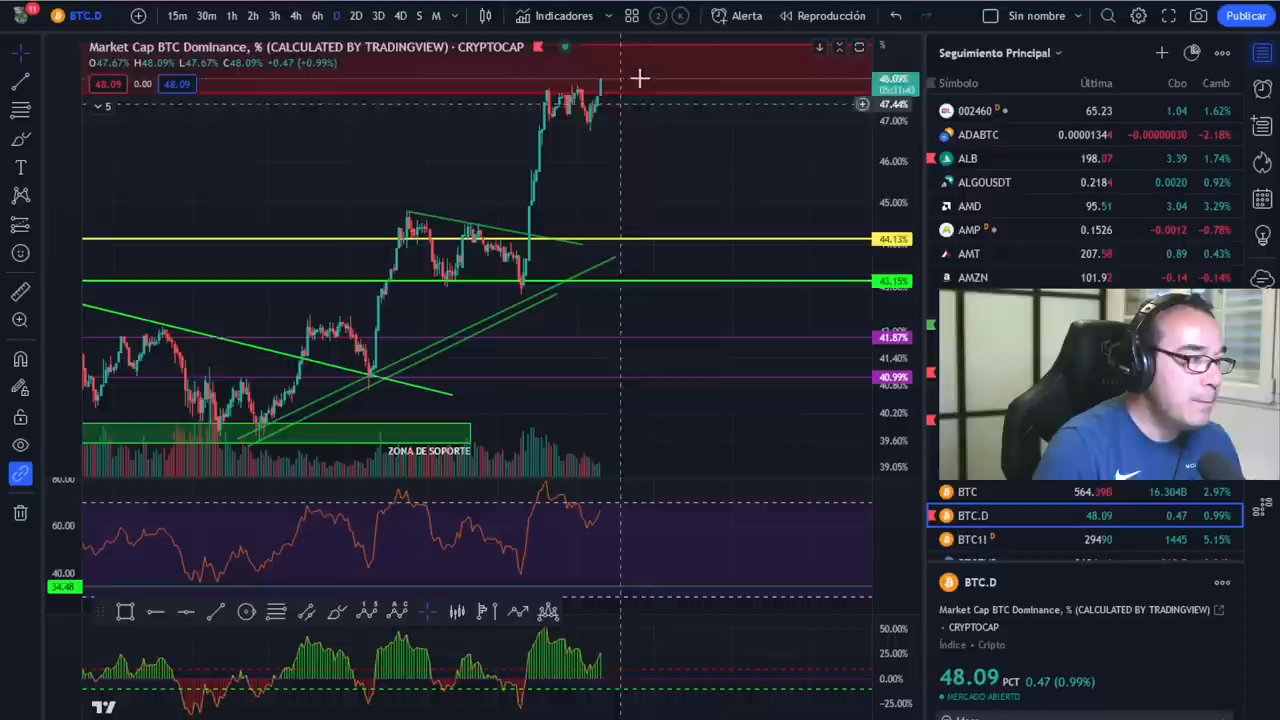 11
BTC.D
15m 30m 1h 2h 3h 4h 6h D 2D 3D 4D S M
Indicadores
2 K
Alerta
Reproducción
Sin nombre
Publicar
Market Cap BTC Dominance, % (CALCULATED BY TRADINGVIEW) · CRYPTOCAP
O47.67% H48.09% L47.67% C48.09% +0.47 (+0.99%)
48.09 0.00 48.09
5
%
48.09%
47.44%
47.00%
46.00%
45.00%
44.13%
43.15%
41.87%
41.40%
40.99%
40.20%
39.60%
39.05%
ZONA DE SOPORTE
80.00
60.00
40.00
34.48
50.00%
25.00%
0.00%
−25.00%
Seguimiento Principal
Símbolo Última Cbo Camb
002460 D 65.23 1.04 1.62%
ADABTC 0.00001344 −0.00000030 −2.18%
ALB 198.07 3.39 1.74%
ALGOUSDT 0.2184 0.0020 0.92%
AMD 95.51 3.04 3.29%
AMP D 0.1526 −0.0012 −0.78%
AMT 207.58 0.89 0.43%
AMZN 101.92 −0.14 −0.14%
BTC 564.39B 16.304B 2.97%
BTC.D 48.09 0.47 0.99%
BTC1! D 29490 1445 5.15%
BTC.D
Market Cap BTC Dominance, % (CALCULATED BY TRADINGVIEW)
· CRYPTOCAP
Índice · Cripto
48.09 PCT 0.47 (0.99%)
MERCADO ABIERTO